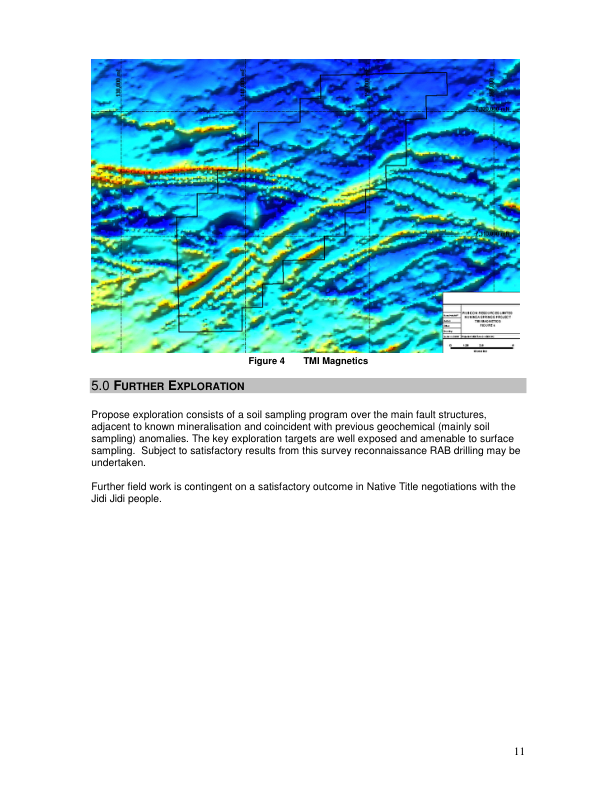 Figure 4 TMI Magnetics
5.0 FURTHER EXPLORATION
Propose exploration consists of a soil sampling program over the main fault structures,
adjacent to known mineralisation and coincident with previous geochemical (mainly soil
sampling) anomalies. The key exploration targets are well exposed and amenable to surface
sampling. Subject to satisfactory results from this survey reconnaissance RAB drilling may be
undertaken.
Further field work is contingent on a satisfactory outcome in Native Title negotiations with the
Jidi Jidi people.
11